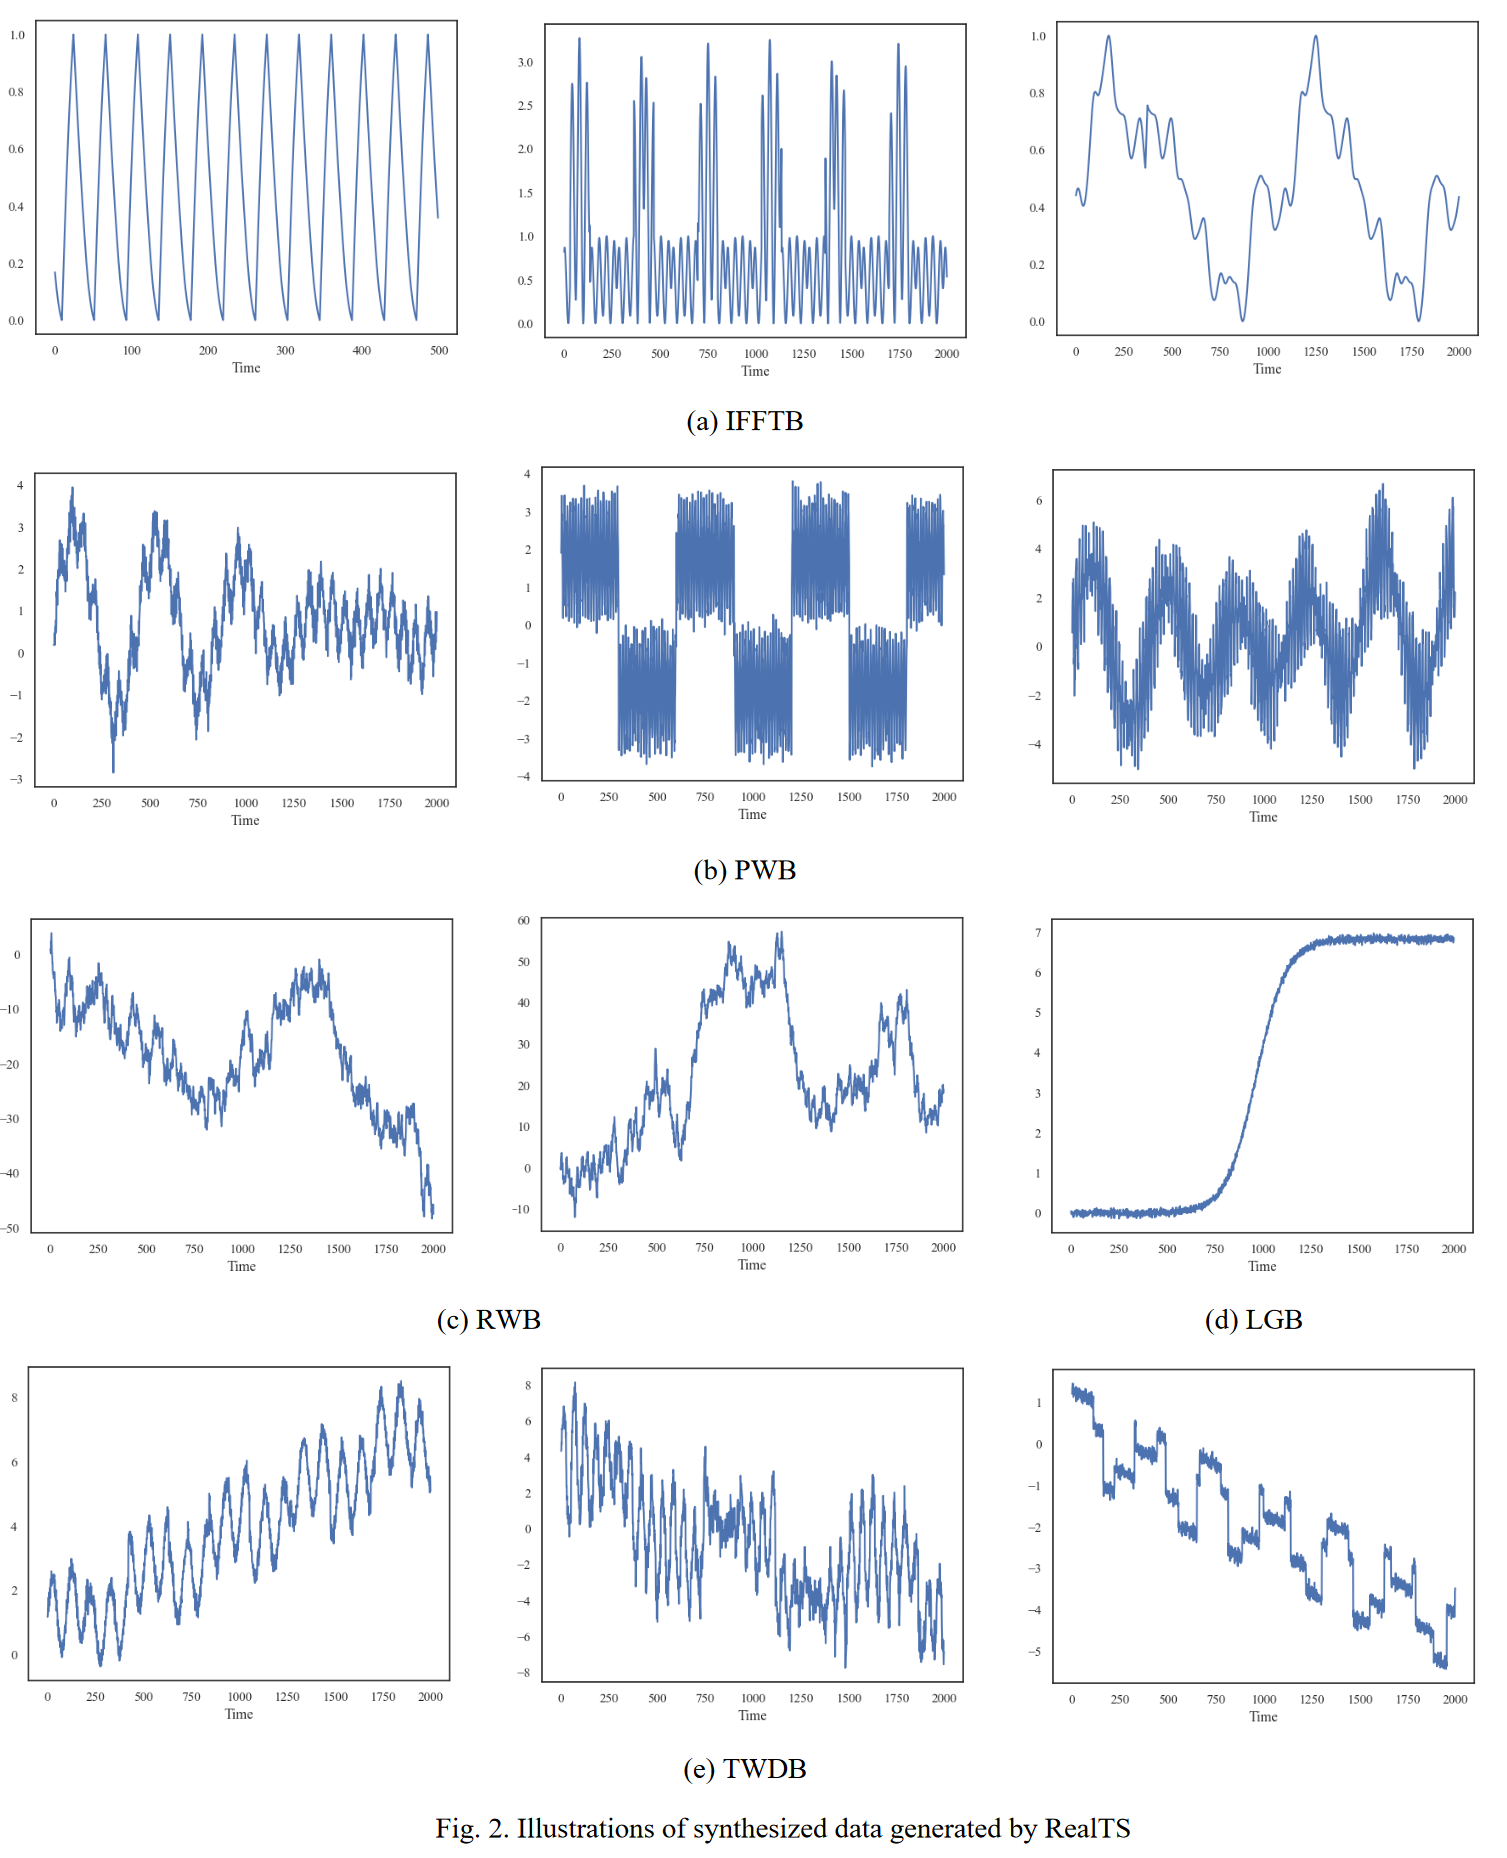 1.0
0.8
0.6
0.4
0.2
0.0
0 100 200 300 400 500
Time
3.0
2.5
2.0
1.5
1.0
0.5
0.0
0 250 500 750 1000 1250 1500 1750 2000
Time
1.0
0.8
0.6
0.4
0.2
0.0
0 250 500 750 1000 1250 1500 1750 2000
Time
(a) IFFTB
4
3
2
1
0
−1
−2
−3
0 250 500 750 1000 1250 1500 1750 2000
Time
4
3
2
1
0
−1
−2
−3
−4
0 250 500 750 1000 1250 1500 1750 2000
Time
6
4
2
0
−2
−4
0 250 500 750 1000 1250 1500 1750 2000
Time
(b) PWB
0
−10
−20
−30
−40
−50
0 250 500 750 1000 1250 1500 1750 2000
Time
60
50
40
30
20
10
0
−10
0 250 500 750 1000 1250 1500 1750 2000
Time
7
6
5
4
3
2
1
0
0 250 500 750 1000 1250 1500 1750 2000
Time
(c) RWB
(d) LGB
8
6
4
2
0
0 250 500 750 1000 1250 1500 1750 2000
Time
8
6
4
2
0
−2
−4
−6
−8
0 250 500 750 1000 1250 1500 1750 2000
Time
1
0
−1
−2
−3
−4
−5
0 250 500 750 1000 1250 1500 1750 2000
Time
(e) TWDB
Fig. 2. Illustrations of synthesized data generated by RealTS